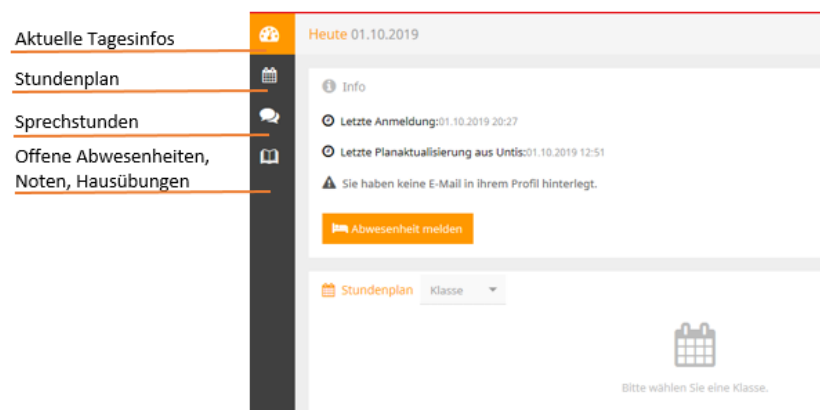 Aktuelle Tagesinfos
Stundenplan
Sprechstunden
Offene Abwesenheiten,
Noten, Hausübungen
Heute 01.10.2019
Info
Letzte Anmeldung:01.10.2019 20:27
Letzte Planaktualisierung aus Untis:01.10.2019 12:51
Sie haben keine E-Mail in ihrem Profil hinterlegt.
Abwesenheit melden
Stundenplan Klasse
Bitte wählen Sie eine Klasse.